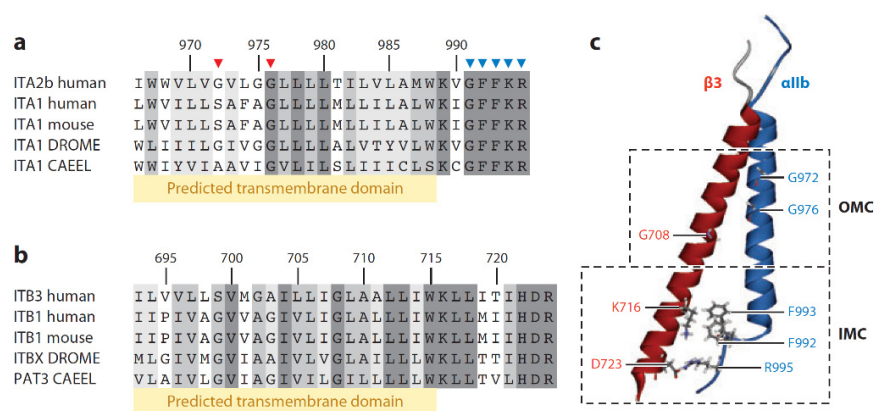 a
970 975 980 985 990
ITA2b human IWWVLVGVLGGLLLLTILVLAMWKVGFFKR
ITA1 human LWVILLSAFAGLLLLMLLILALWKIGFFKR
ITA1 mouse LWVILLSAFAGLLLLMLLILALWKIGFFKR
ITA1 DROME WLIIILGIVGGLLLLALVTYVLWKIGFFKR
ITA1 CAEEL WWIYVIAAVIGVLILSLIIICLSKCGFFKR
Predicted transmembrane domain
b
695 700 705 710 715 720
ITB3 human ILVVLLSVMGAILLIGLAALLIWKLLITIHDR
ITB1 human IIPIVAGVVAGIVLIGLALLLIWKLLMIIHDR
ITB1 mouse IIPIVAGVVAGIVLIGLALLLIWKLLMIIHDR
ITBX DROME MLGIVMGVIAAIVLVGLAILLLWKLLTTIHDR
PAT3 CAEEL VLAIVLGVIAGIVILGILLLLLWKLLTVLHDR
Predicted transmembrane domain
c
β3
αIIb
G972
G976
OMC
G708
K716
F993
IMC
F992
D723
R995